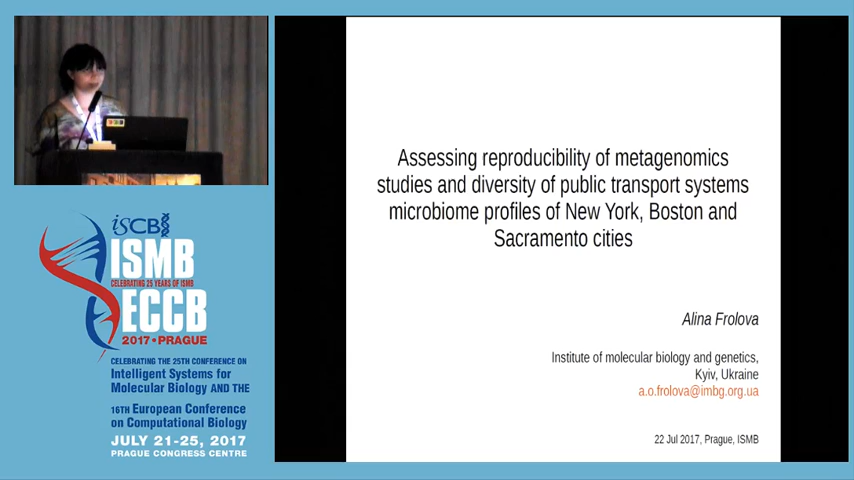 iSCB
ISMB
CELEBRATING 25 YEARS OF ISMB
ECCB
2017 • PRAGUE
CELEBRATING THE 25TH CONFERENCE ON
Intelligent Systems for
Molecular Biology AND THE
16TH European Conference
on Computational Biology
JULY 21-25, 2017
PRAGUE CONGRESS CENTRE
Assessing reproducibility of metagenomics
studies and diversity of public transport systems
microbiome profiles of New York, Boston and
Sacramento cities
Alina Frolova
Institute of molecular biology and genetics,
Kyiv, Ukraine
a.o.frolova@imbg.org.ua
22 Jul 2017, Prague, ISMB